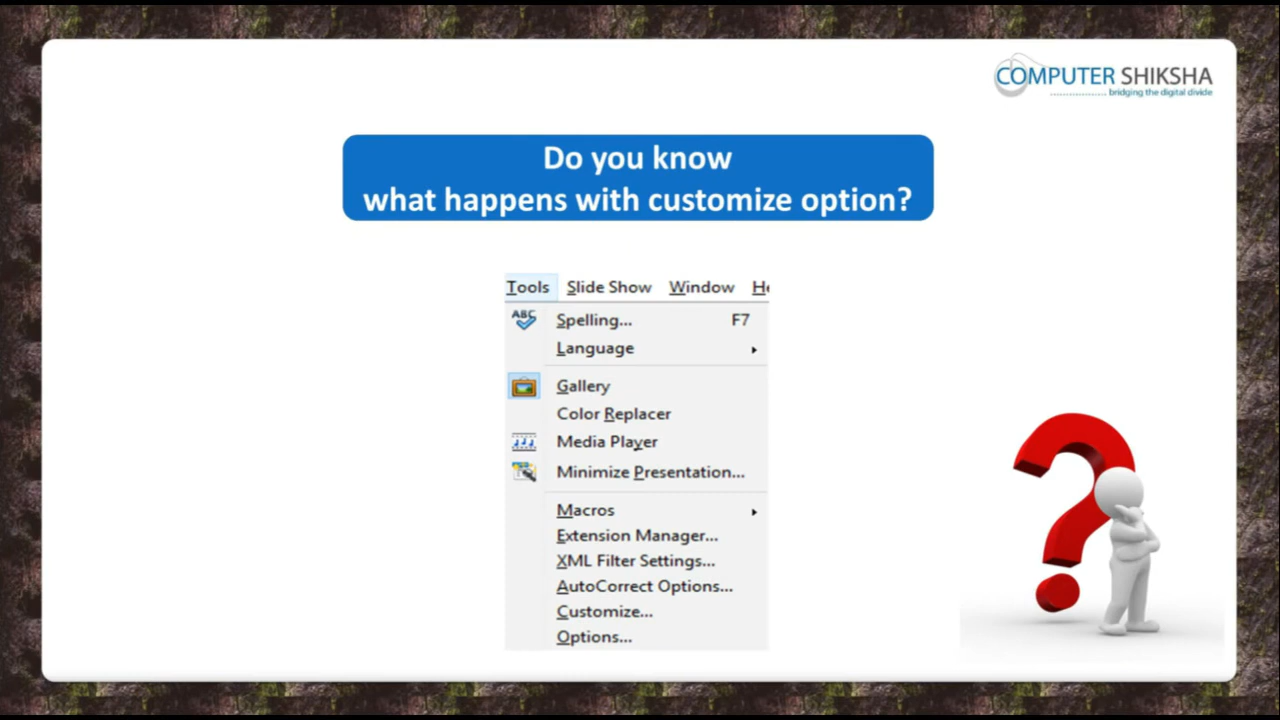 COMPUTER SHIKSHA
bridging the digital divide
Do you know
what happens with customize option?
Tools Slide Show Window He
ABC Spelling... F7
Language
Gallery
Color Replacer
Media Player
Minimize Presentation...
Macros
Extension Manager...
XML Filter Settings...
AutoCorrect Options...
Customize...
Options...